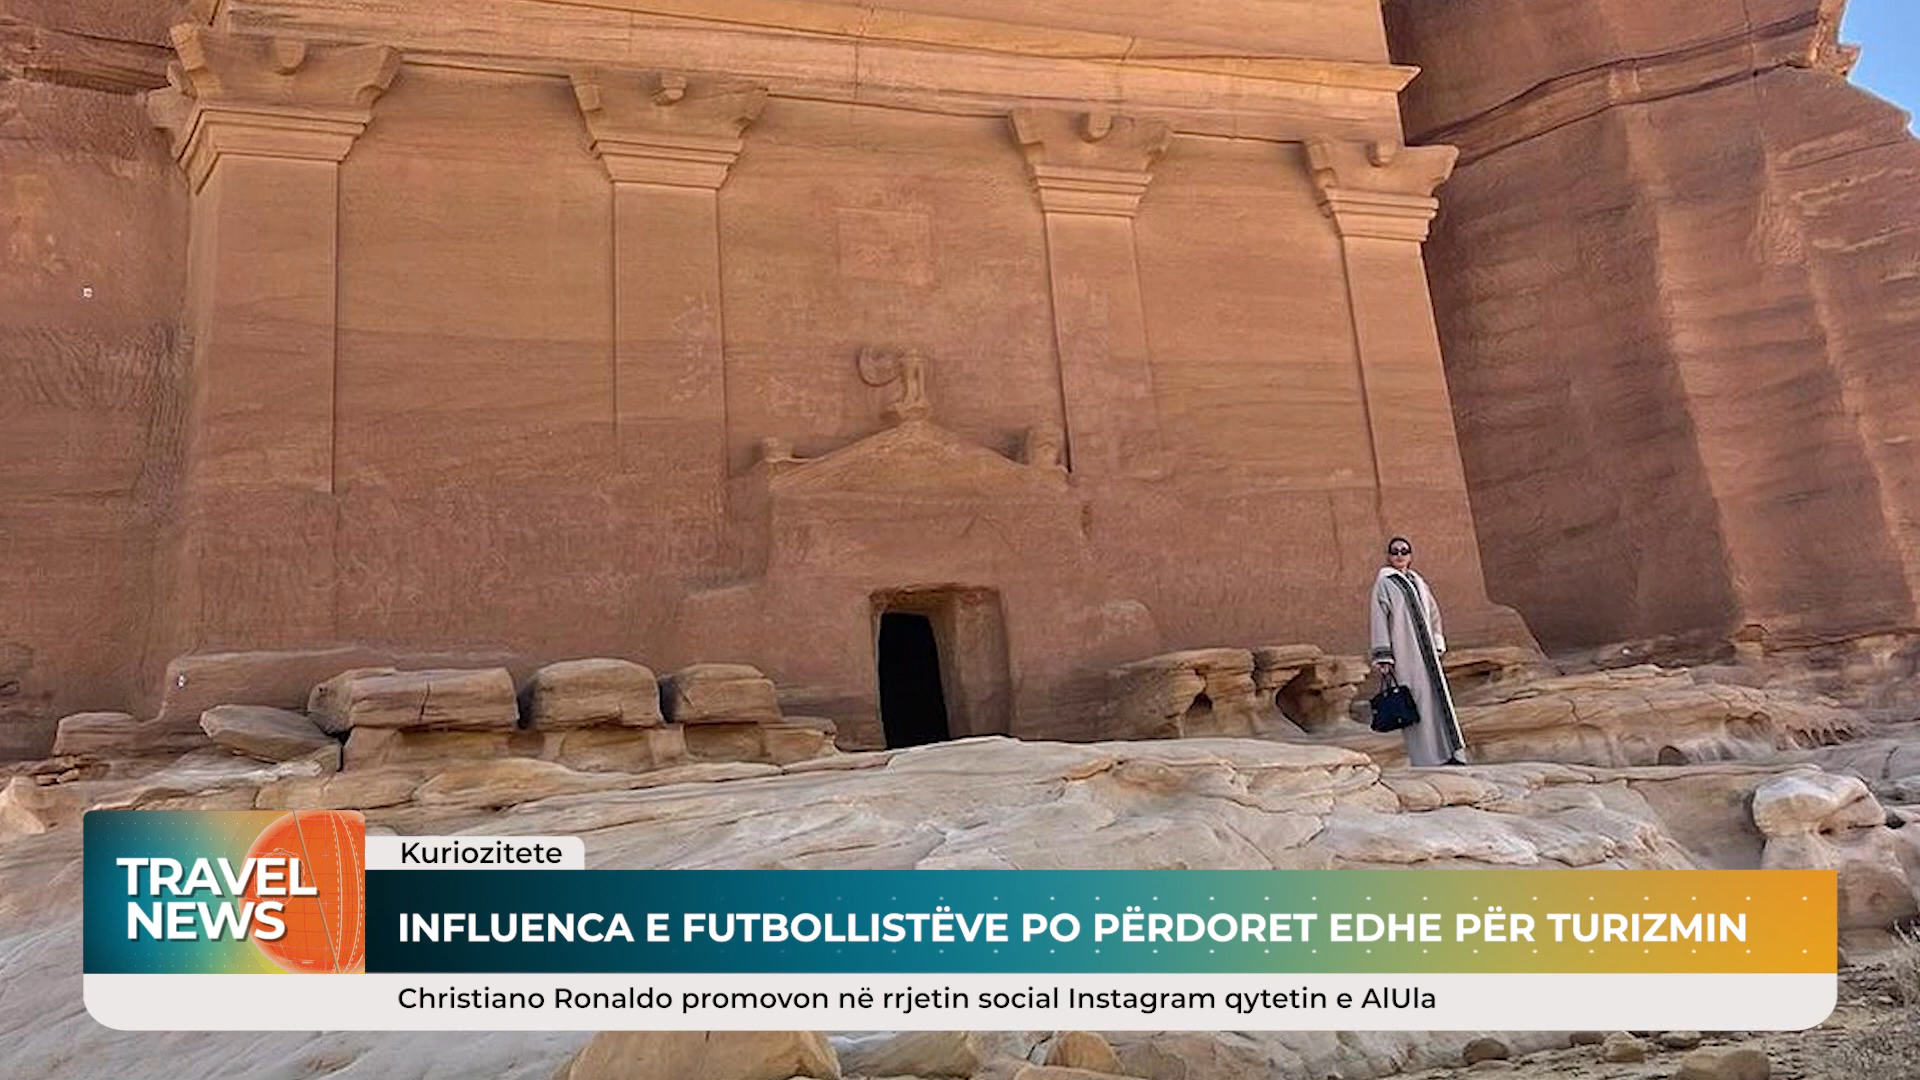 Kuriozitete
TRAVEL
NEWS
INFLUENCA E FUTBOLLISTËVE PO PËRDORET EDHE PËR TURIZMIN
Christiano Ronaldo promovon në rrjetin social Instagram qytetin e AlUla